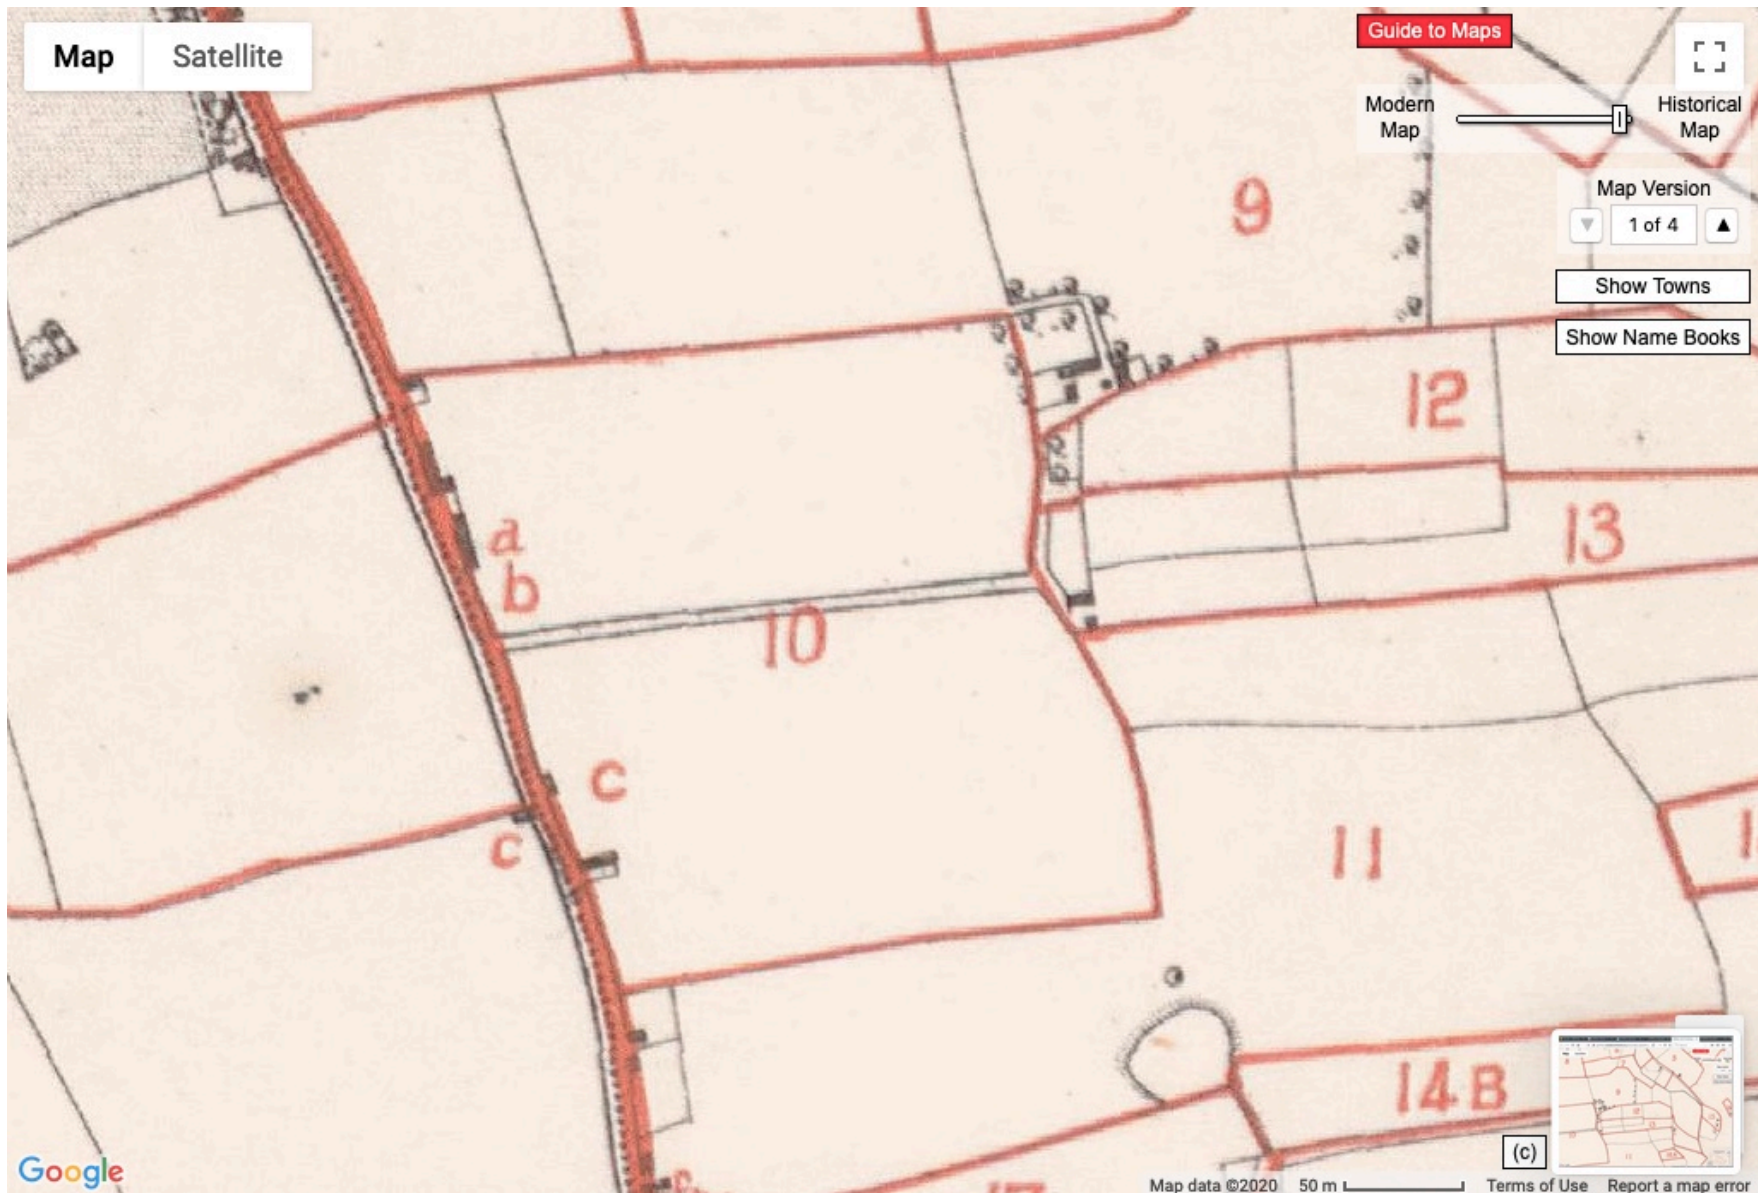 Map Satellite
Guide to Maps
Modern Map
Historical Map
Map Version
1 of 4
Show Towns
Show Name Books
9
12
13
a
b
10
c
c
11
14B
(c)
Google
Map data ©2020 50 m Terms of Use Report a map error